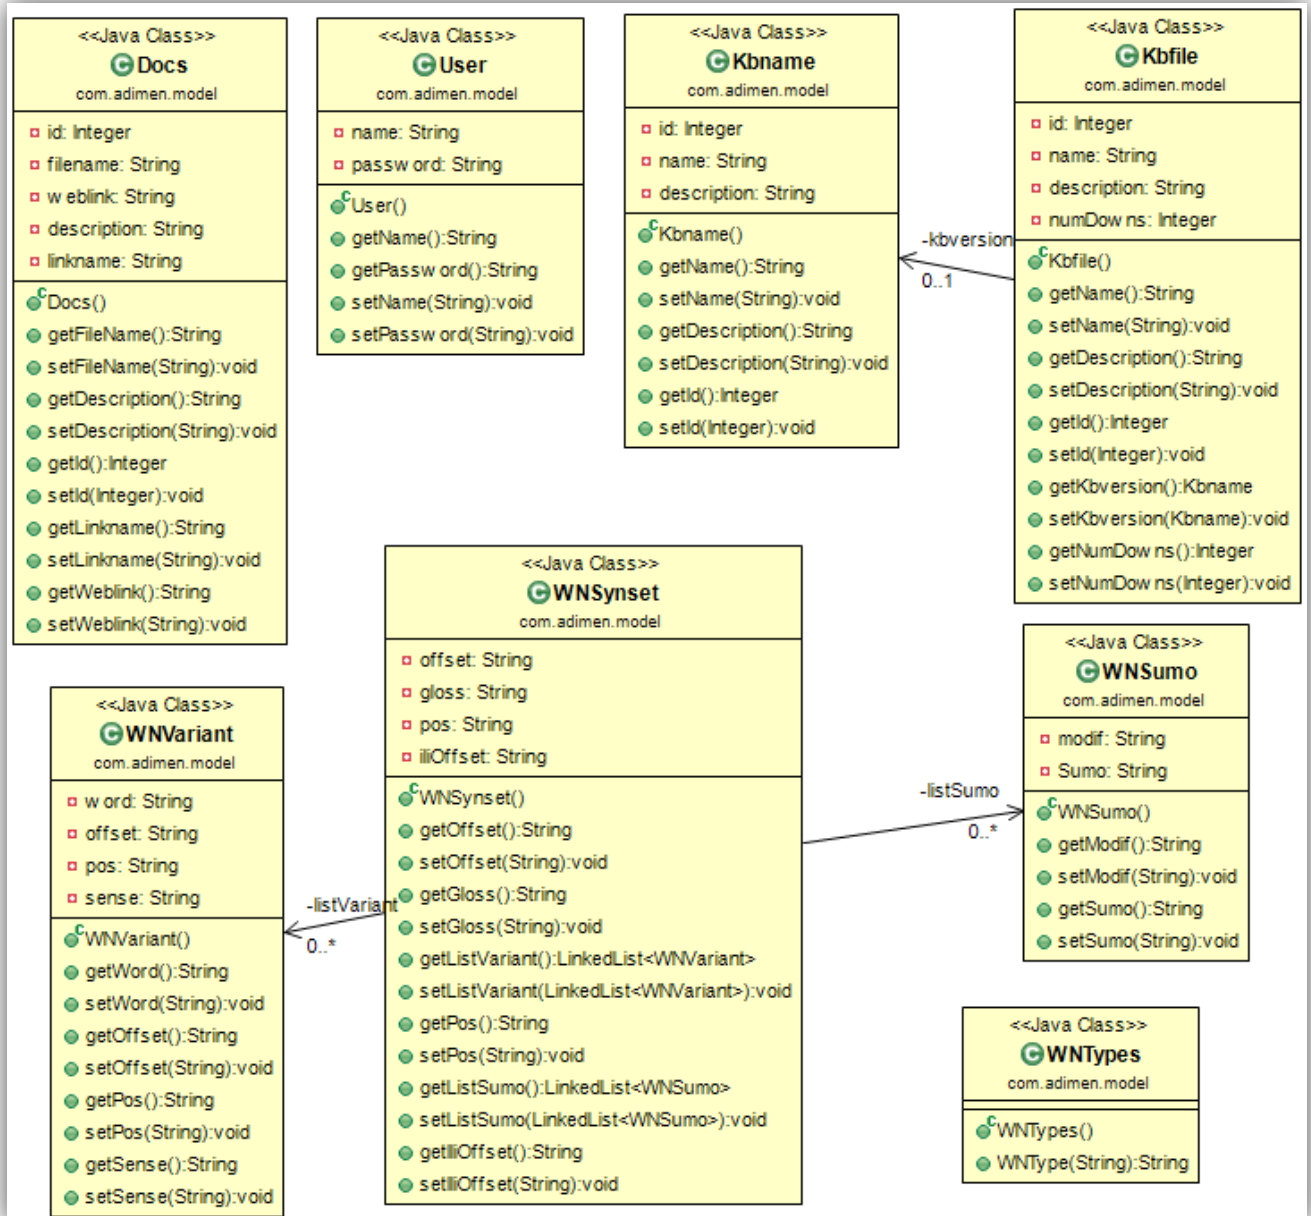 <<Java Class>>
Docs
com.adimen.model
id: Integer
filename: String
weblink: String
description: String
linkname: String
Docs()
getFileName():String
setFileName(String):void
getDescription():String
setDescription(String):void
getId():Integer
setId(Integer):void
getLinkname():String
setLinkname(String):void
getWeblink():String
setWeblink(String):void
<<Java Class>>
User
com.adimen.model
name: String
password: String
User()
getName():String
getPassword():String
setName(String):void
setPassword(String):void
<<Java Class>>
Kbname
com.adimen.model
id: Integer
name: String
description: String
Kbname()
getName():String
setName(String):void
getDescription():String
setDescription(String):void
getId():Integer
setId(Integer):void
-kbversion
0..1
<<Java Class>>
Kbfile
com.adimen.model
id: Integer
name: String
description: String
numDowns: Integer
Kbfile()
getName():String
setName(String):void
getDescription():String
setDescription(String):void
getId():Integer
setId(Integer):void
getKbversion():Kbname
setKbversion(Kbname):void
getNumDowns():Integer
setNumDowns(Integer):void
<<Java Class>>
WNVariant
com.adimen.model
word: String
offset: String
pos: String
sense: String
WNVariant()
getWord():String
setWord(String):void
getOffset():String
setOffset(String):void
getPos():String
setPos(String):void
getSense():String
setSense(String):void
-listVariant
0..*
<<Java Class>>
WNSynset
com.adimen.model
offset: String
gloss: String
pos: String
iliOffset: String
WNSynset()
getOffset():String
setOffset(String):void
getGloss():String
setGloss(String):void
getListVariant():LinkedList<WNVariant>
setListVariant(LinkedList<WNVariant>):void
getPos():String
setPos(String):void
getListSumo():LinkedList<WNSumo>
setListSumo(LinkedList<WNSumo>):void
getIliOffset():String
setIliOffset(String):void
-listSumo
0..*
<<Java Class>>
WNSumo
com.adimen.model
modif: String
Sumo: String
WNSumo()
getModif():String
setModif(String):void
getSumo():String
setSumo(String):void
<<Java Class>>
WNTypes
com.adimen.model
WNTypes()
WNType(String):String